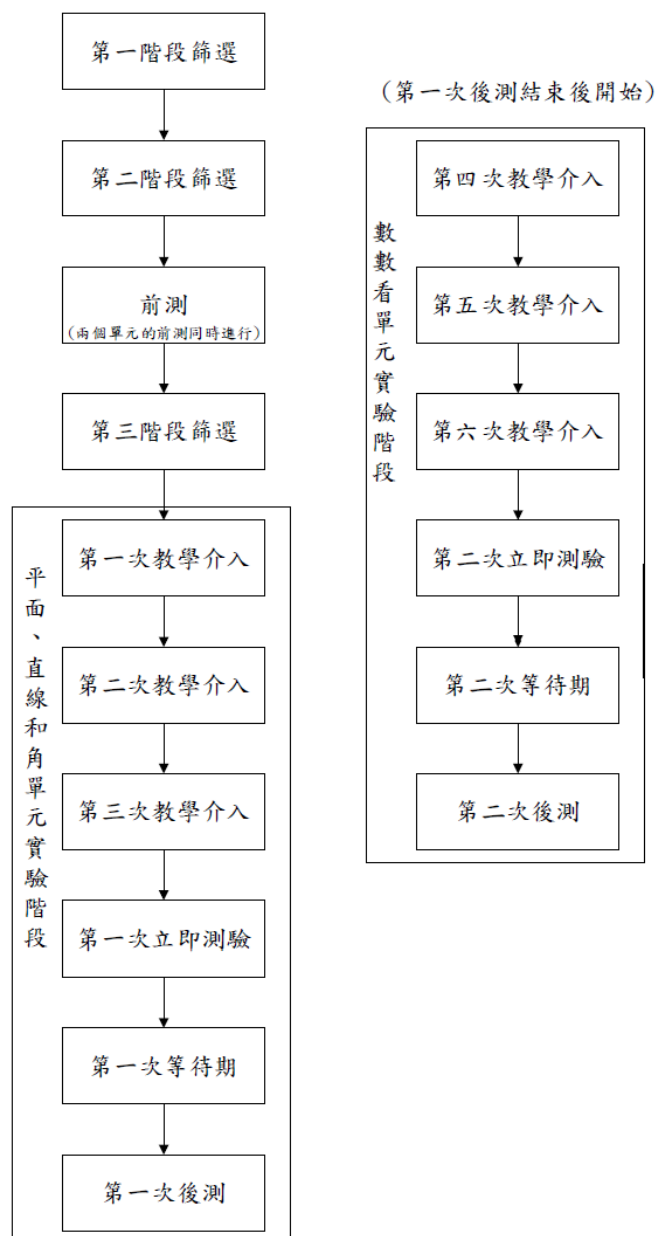 第一階段篩選
第二階段篩選
前測
(兩個單元的前測同時進行)
第三階段篩選
平面、直線和角單元實驗階段
第一次教學介入
第二次教學介入
第三次教學介入
第一次立即測驗
第一次等待期
第一次後測
(第一次後測結束後開始)
數數看單元實驗階段
第四次教學介入
第五次教學介入
第六次教學介入
第二次立即測驗
第二次等待期
第二次後測